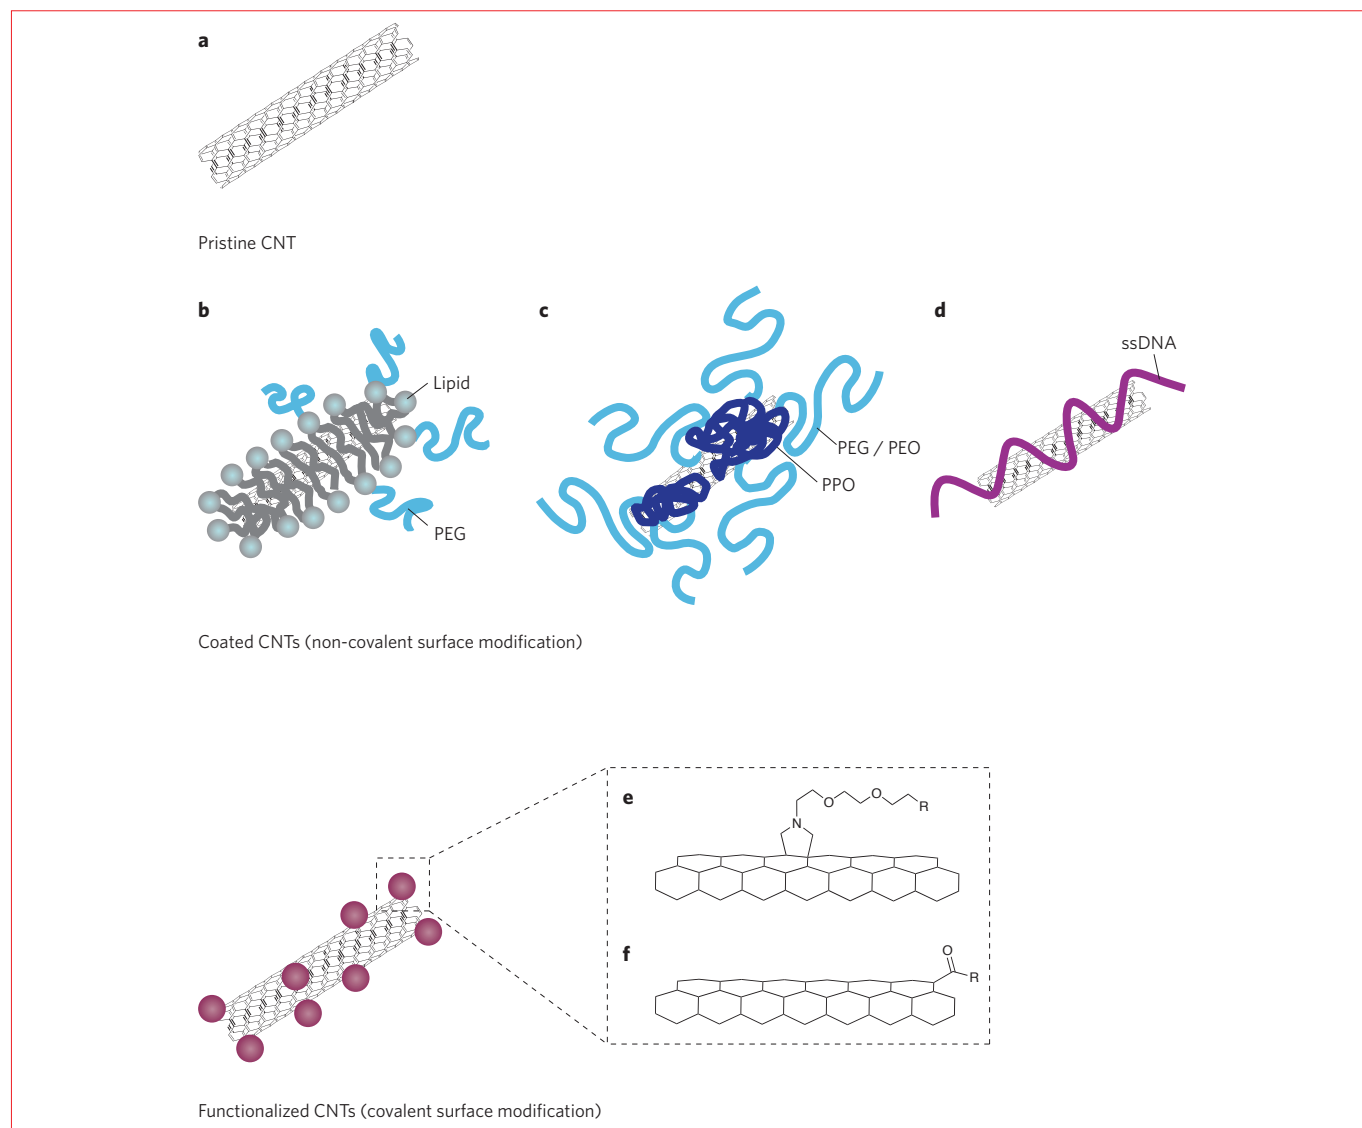 a
Pristine CNT
b
c
d
ssDNA
Lipid
PEG / PEO
PPO
PEG
Coated CNTs (non-covalent surface modification)
e
O
O
R
N
f
O
R
Functionalized CNTs (covalent surface modification)